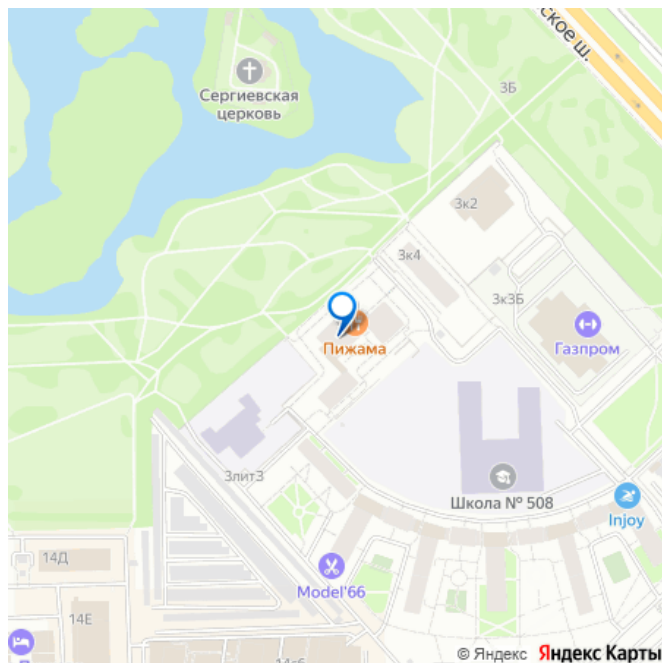 ское ш.
Сергиевская
церковь
3Б
3к2
3к4
3к3Б
Пижама
Газпром
3лит3
Школа № 508
Injoy
14Д
Model'66
14Е
14с6
© Яндекс Яндекс Карты